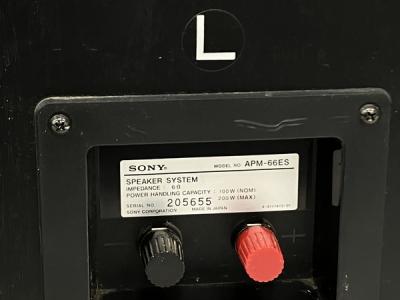 L
SONY® MODEL NO. APM-66ES
SPEAKER SYSTEM
IMPEDANCE : 6Ω
POWER HANDLING CAPACITY : 100W (NOM)
200W (MAX)
SERIAL NO. 205655
SONY CORPORATION MADE IN JAPAN
+